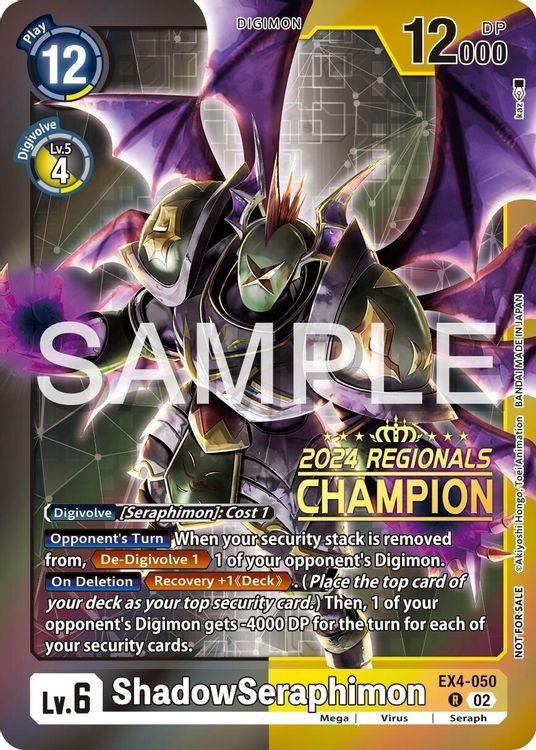 Play
12
DIGIMON
12000
DP
Digivolve
Lv.5
4
kaz
SAMPLE
2024 REGIONALS
CHAMPION
Digivolve [Seraphimon]: Cost 1
Opponent's Turn When your security stack is removed
from, De-Digivolve 1 1 of your opponent's Digimon.
On Deletion Recovery +1《Deck》. (Place the top card of
your deck as your top security card.) Then, 1 of your
opponent's Digimon gets -4000 DP for the turn for each of
your security cards.
NOT FOR SALE ©Akiyoshi Hongo, Toei Animation BANDAI MADE IN JAPAN
Lv.6 ShadowSeraphimon
EX4-050
R 02
Mega | Virus | Seraph